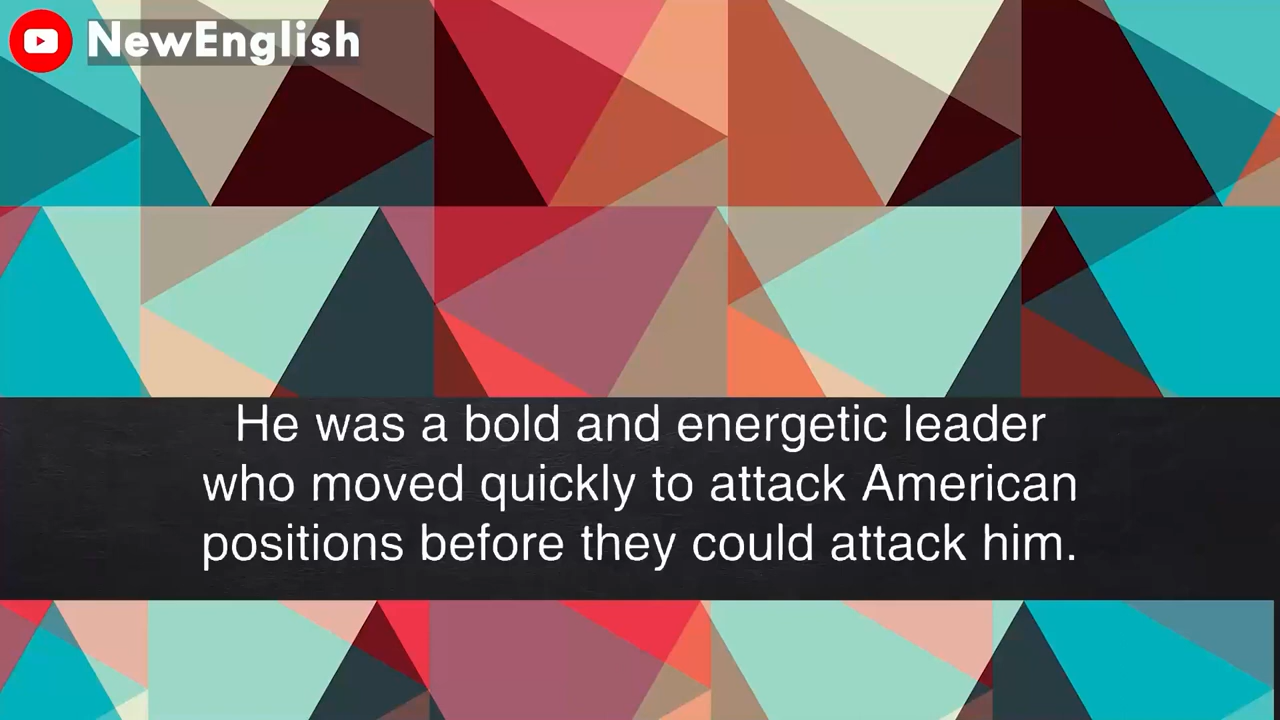 NewEnglish
He was a bold and energetic leader
who moved quickly to attack American
positions before they could attack him.